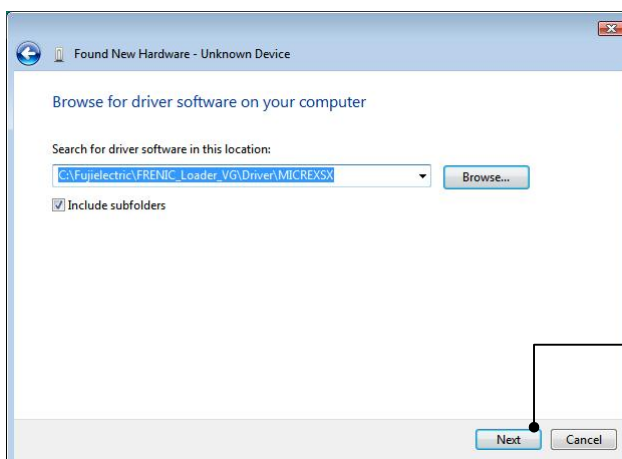 Found New Hardware - Unknown Device
Browse for driver software on your computer
Search for driver software in this location:
C:\Fujielectric\FRENIC_Loader_VG\Driver\MICREXSX
Browse...
Include subfolders
Next
Cancel